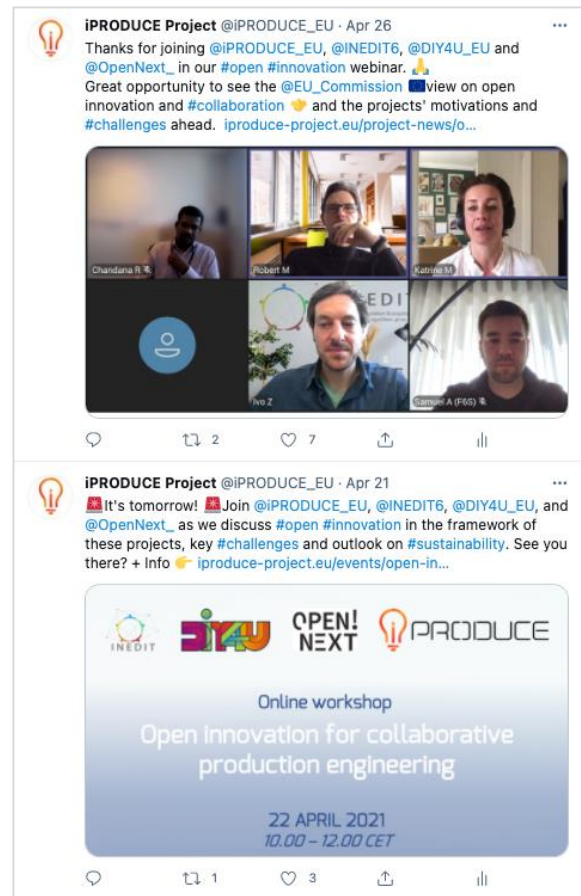 iPRODUCE Project @iPRODUCE_EU · Apr 26
Thanks for joining @iPRODUCE_EU, @INEDIT6, @DIY4U_EU and
@OpenNext_ in our #open #innovation webinar. 🙏
Great opportunity to see the @EU_Commission 🇪🇺view on open
innovation and #collaboration 🤝 and the projects' motivations and
#challenges ahead. iproduce-project.eu/project-news/o...
Chandana R
Robert M
Katrine M
INEDIT
Ivo Z
Samuel A (F6S)
2 7
iPRODUCE Project @iPRODUCE_EU · Apr 21
🚨It's tomorrow! 🚨Join @iPRODUCE_EU, @INEDIT6, @DIY4U_EU, and
@OpenNext_ as we discuss #open #innovation in the framework of
these projects, key #challenges and outlook on #sustainability. See you
there? + Info 👉 iproduce-project.eu/events/open-in...
INEDIT
DIY4U
OPEN!
NEXT
iPRODUCE
Online workshop
Open innovation for collaborative
production engineering
22 APRIL 2021
10.00 – 12.00 CET
1 3